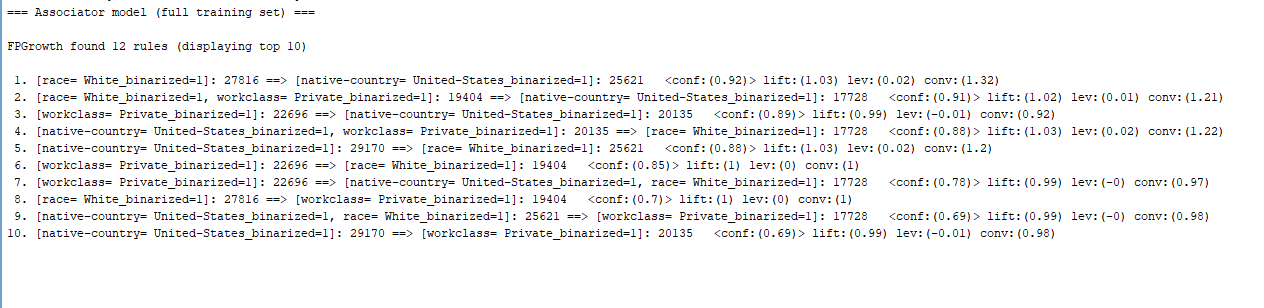 === Associator model (full training set) ===
FPGrowth found 12 rules (displaying top 10)
1. [race= White_binarized=1]: 27816 ==> [native-country= United-States_binarized=1]: 25621 <conf:(0.92)> lift:(1.03) lev:(0.02) conv:(1.32)
2. [race= White_binarized=1, workclass= Private_binarized=1]: 19404 ==> [native-country= United-States_binarized=1]: 17728 <conf:(0.91)> lift:(1.02) lev:(0.01) conv:(1.21)
3. [workclass= Private_binarized=1]: 22696 ==> [native-country= United-States_binarized=1]: 20135 <conf:(0.89)> lift:(0.99) lev:(-0.01) conv:(0.92)
4. [native-country= United-States_binarized=1, workclass= Private_binarized=1]: 20135 ==> [race= White_binarized=1]: 17728 <conf:(0.88)> lift:(1.03) lev:(0.02) conv:(1.22)
5. [native-country= United-States_binarized=1]: 29170 ==> [race= White_binarized=1]: 25621 <conf:(0.88)> lift:(1.03) lev:(0.02) conv:(1.2)
6. [workclass= Private_binarized=1]: 22696 ==> [race= White_binarized=1]: 19404 <conf:(0.85)> lift:(1) lev:(0) conv:(1)
7. [workclass= Private_binarized=1]: 22696 ==> [native-country= United-States_binarized=1, race= White_binarized=1]: 17728 <conf:(0.78)> lift:(0.99) lev:(-0) conv:(0.97)
8. [race= White_binarized=1]: 27816 ==> [workclass= Private_binarized=1]: 19404 <conf:(0.7)> lift:(1) lev:(0) conv:(1)
9. [native-country= United-States_binarized=1, race= White_binarized=1]: 25621 ==> [workclass= Private_binarized=1]: 17728 <conf:(0.69)> lift:(0.99) lev:(-0) conv:(0.98)
10. [native-country= United-States_binarized=1]: 29170 ==> [workclass= Private_binarized=1]: 20135 <conf:(0.69)> lift:(0.99) lev:(-0.01) conv:(0.98)